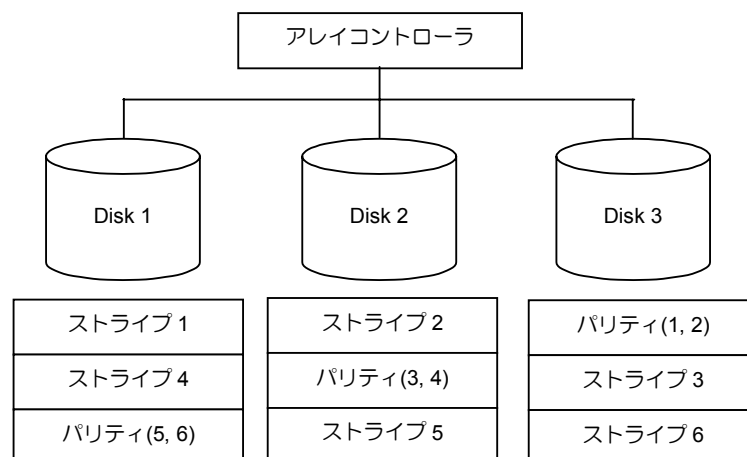 アレイコントローラ
Disk 1
Disk 2
Disk 3
ストライプ 1
ストライプ 2
パリティ(1, 2)
ストライプ 4
パリティ(3, 4)
ストライプ 3
パリティ(5, 6)
ストライプ 5
ストライプ 6